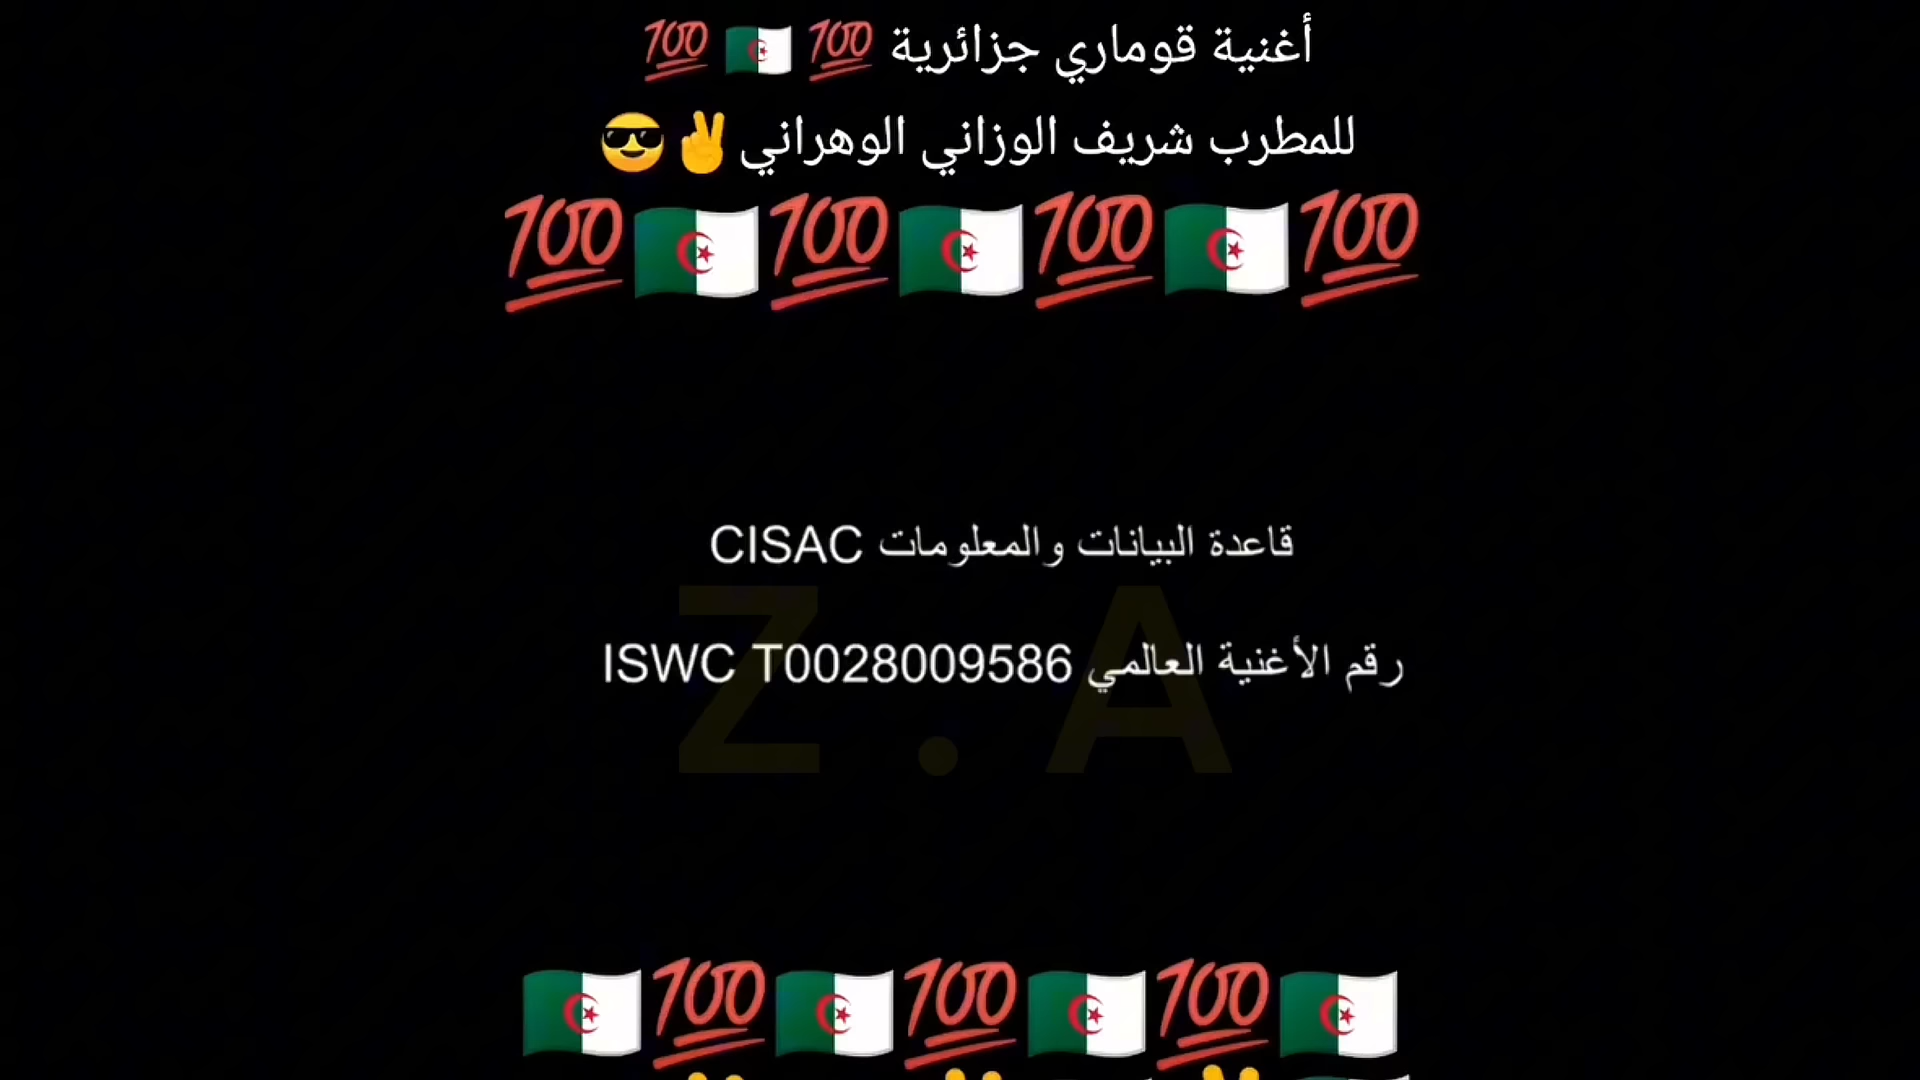 أغنية قوماري جزائرية 💯 🇩🇿 💯
للمطرب شريف الوزاني الوهراني✌😎
💯🇩🇿💯🇩🇿💯🇩🇿💯
قاعدة البيانات والمعلومات CISAC
Z . A
رقم الأغنية العالمي ISWC T0028009586
🇩🇿💯🇩🇿💯🇩🇿💯🇩🇿